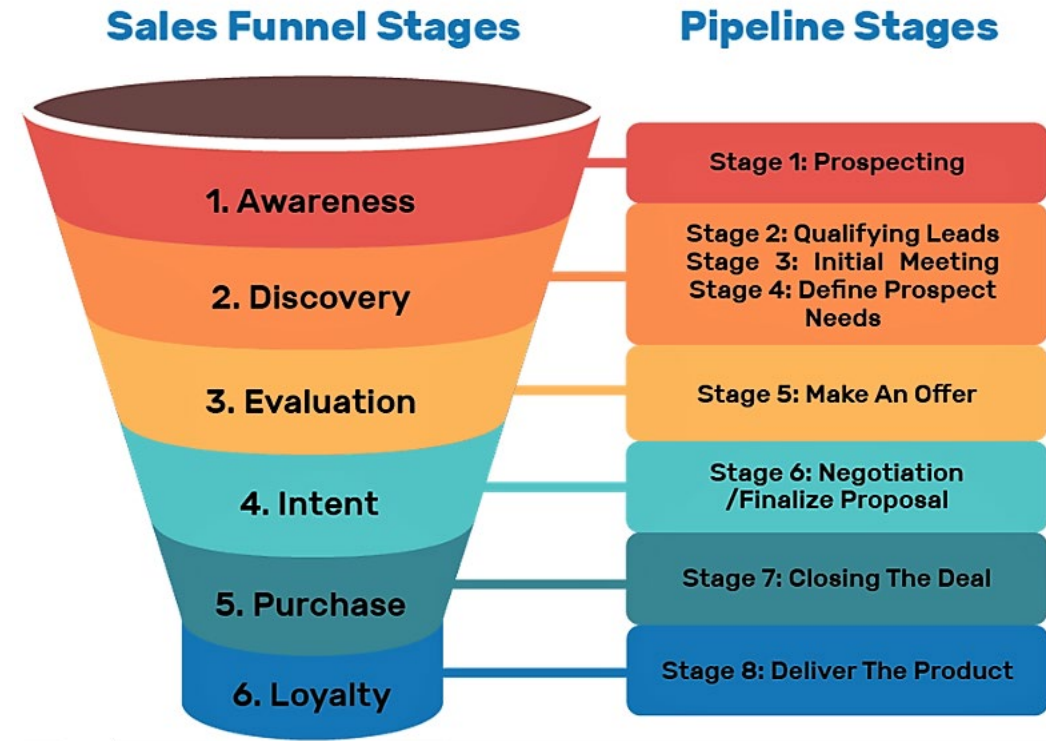 Sales Funnel Stages
Pipeline Stages
1. Awareness
Stage 1: Prospecting
2. Discovery
Stage 2: Qualifying Leads
Stage 3: Initial Meeting
Stage 4: Define Prospect
Needs
3. Evaluation
Stage 5: Make An Offer
4. Intent
Stage 6: Negotiation
/Finalize Proposal
5. Purchase
Stage 7: Closing The Deal
6. Loyalty
Stage 8: Deliver The Product